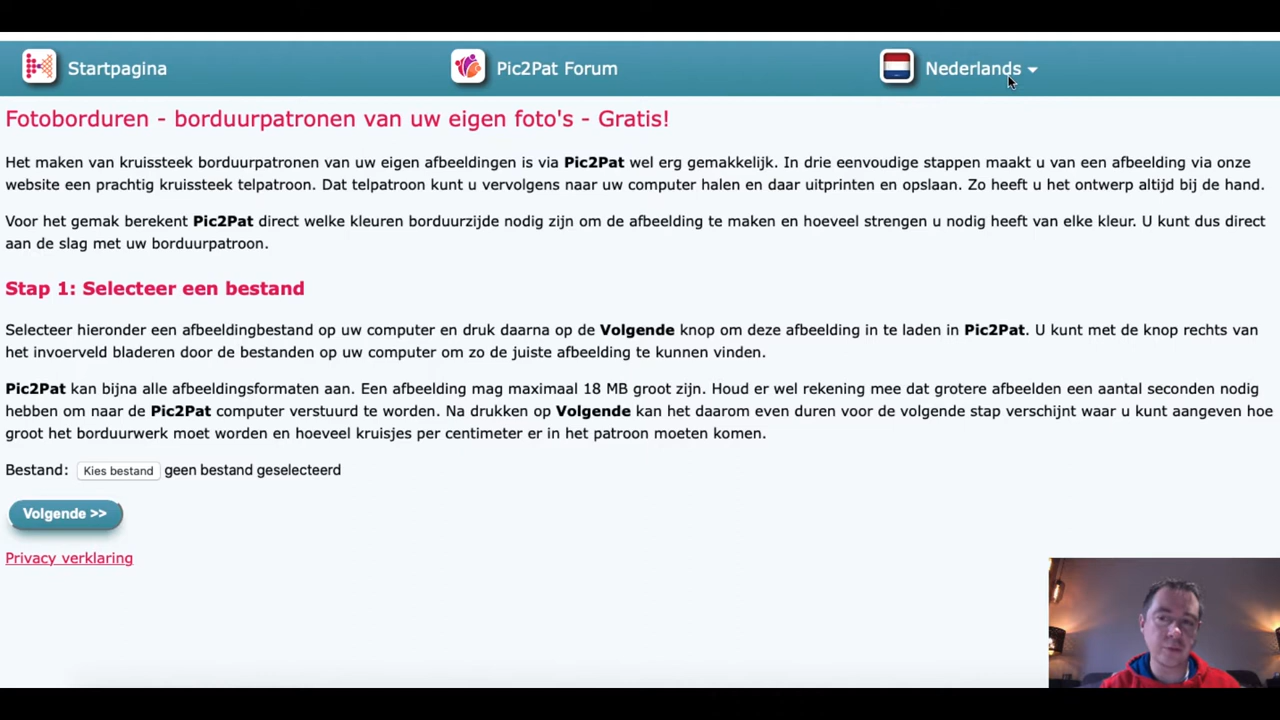 Startpagina
Pic2Pat Forum
Nederlands
Fotoborduren - borduurpatronen van uw eigen foto's - Gratis!
Het maken van kruissteek borduurpatronen van uw eigen afbeeldingen is via Pic2Pat wel erg gemakkelijk. In drie eenvoudige stappen maakt u van een afbeelding via onze
website een prachtig kruissteek telpatroon. Dat telpatroon kunt u vervolgens naar uw computer halen en daar uitprinten en opslaan. Zo heeft u het ontwerp altijd bij de hand.
Voor het gemak berekent Pic2Pat direct welke kleuren borduurzijde nodig zijn om de afbeelding te maken en hoeveel strengen u nodig heeft van elke kleur. U kunt dus direct
aan de slag met uw borduurpatroon.
Stap 1: Selecteer een bestand
Selecteer hieronder een afbeeldingbestand op uw computer en druk daarna op de Volgende knop om deze afbeelding in te laden in Pic2Pat. U kunt met de knop rechts van
het invoerveld bladeren door de bestanden op uw computer om zo de juiste afbeelding te kunnen vinden.
Pic2Pat kan bijna alle afbeeldingsformaten aan. Een afbeelding mag maximaal 18 MB groot zijn. Houd er wel rekening mee dat grotere afbeelden een aantal seconden nodig
hebben om naar de Pic2Pat computer verstuurd te worden. Na drukken op Volgende kan het daarom even duren voor de volgende stap verschijnt waar u kunt aangeven hoe
groot het borduurwerk moet worden en hoeveel kruisjes per centimeter er in het patroon moeten komen.
Bestand: Kies bestand geen bestand geselecteerd
Volgende >>
Privacy verklaring